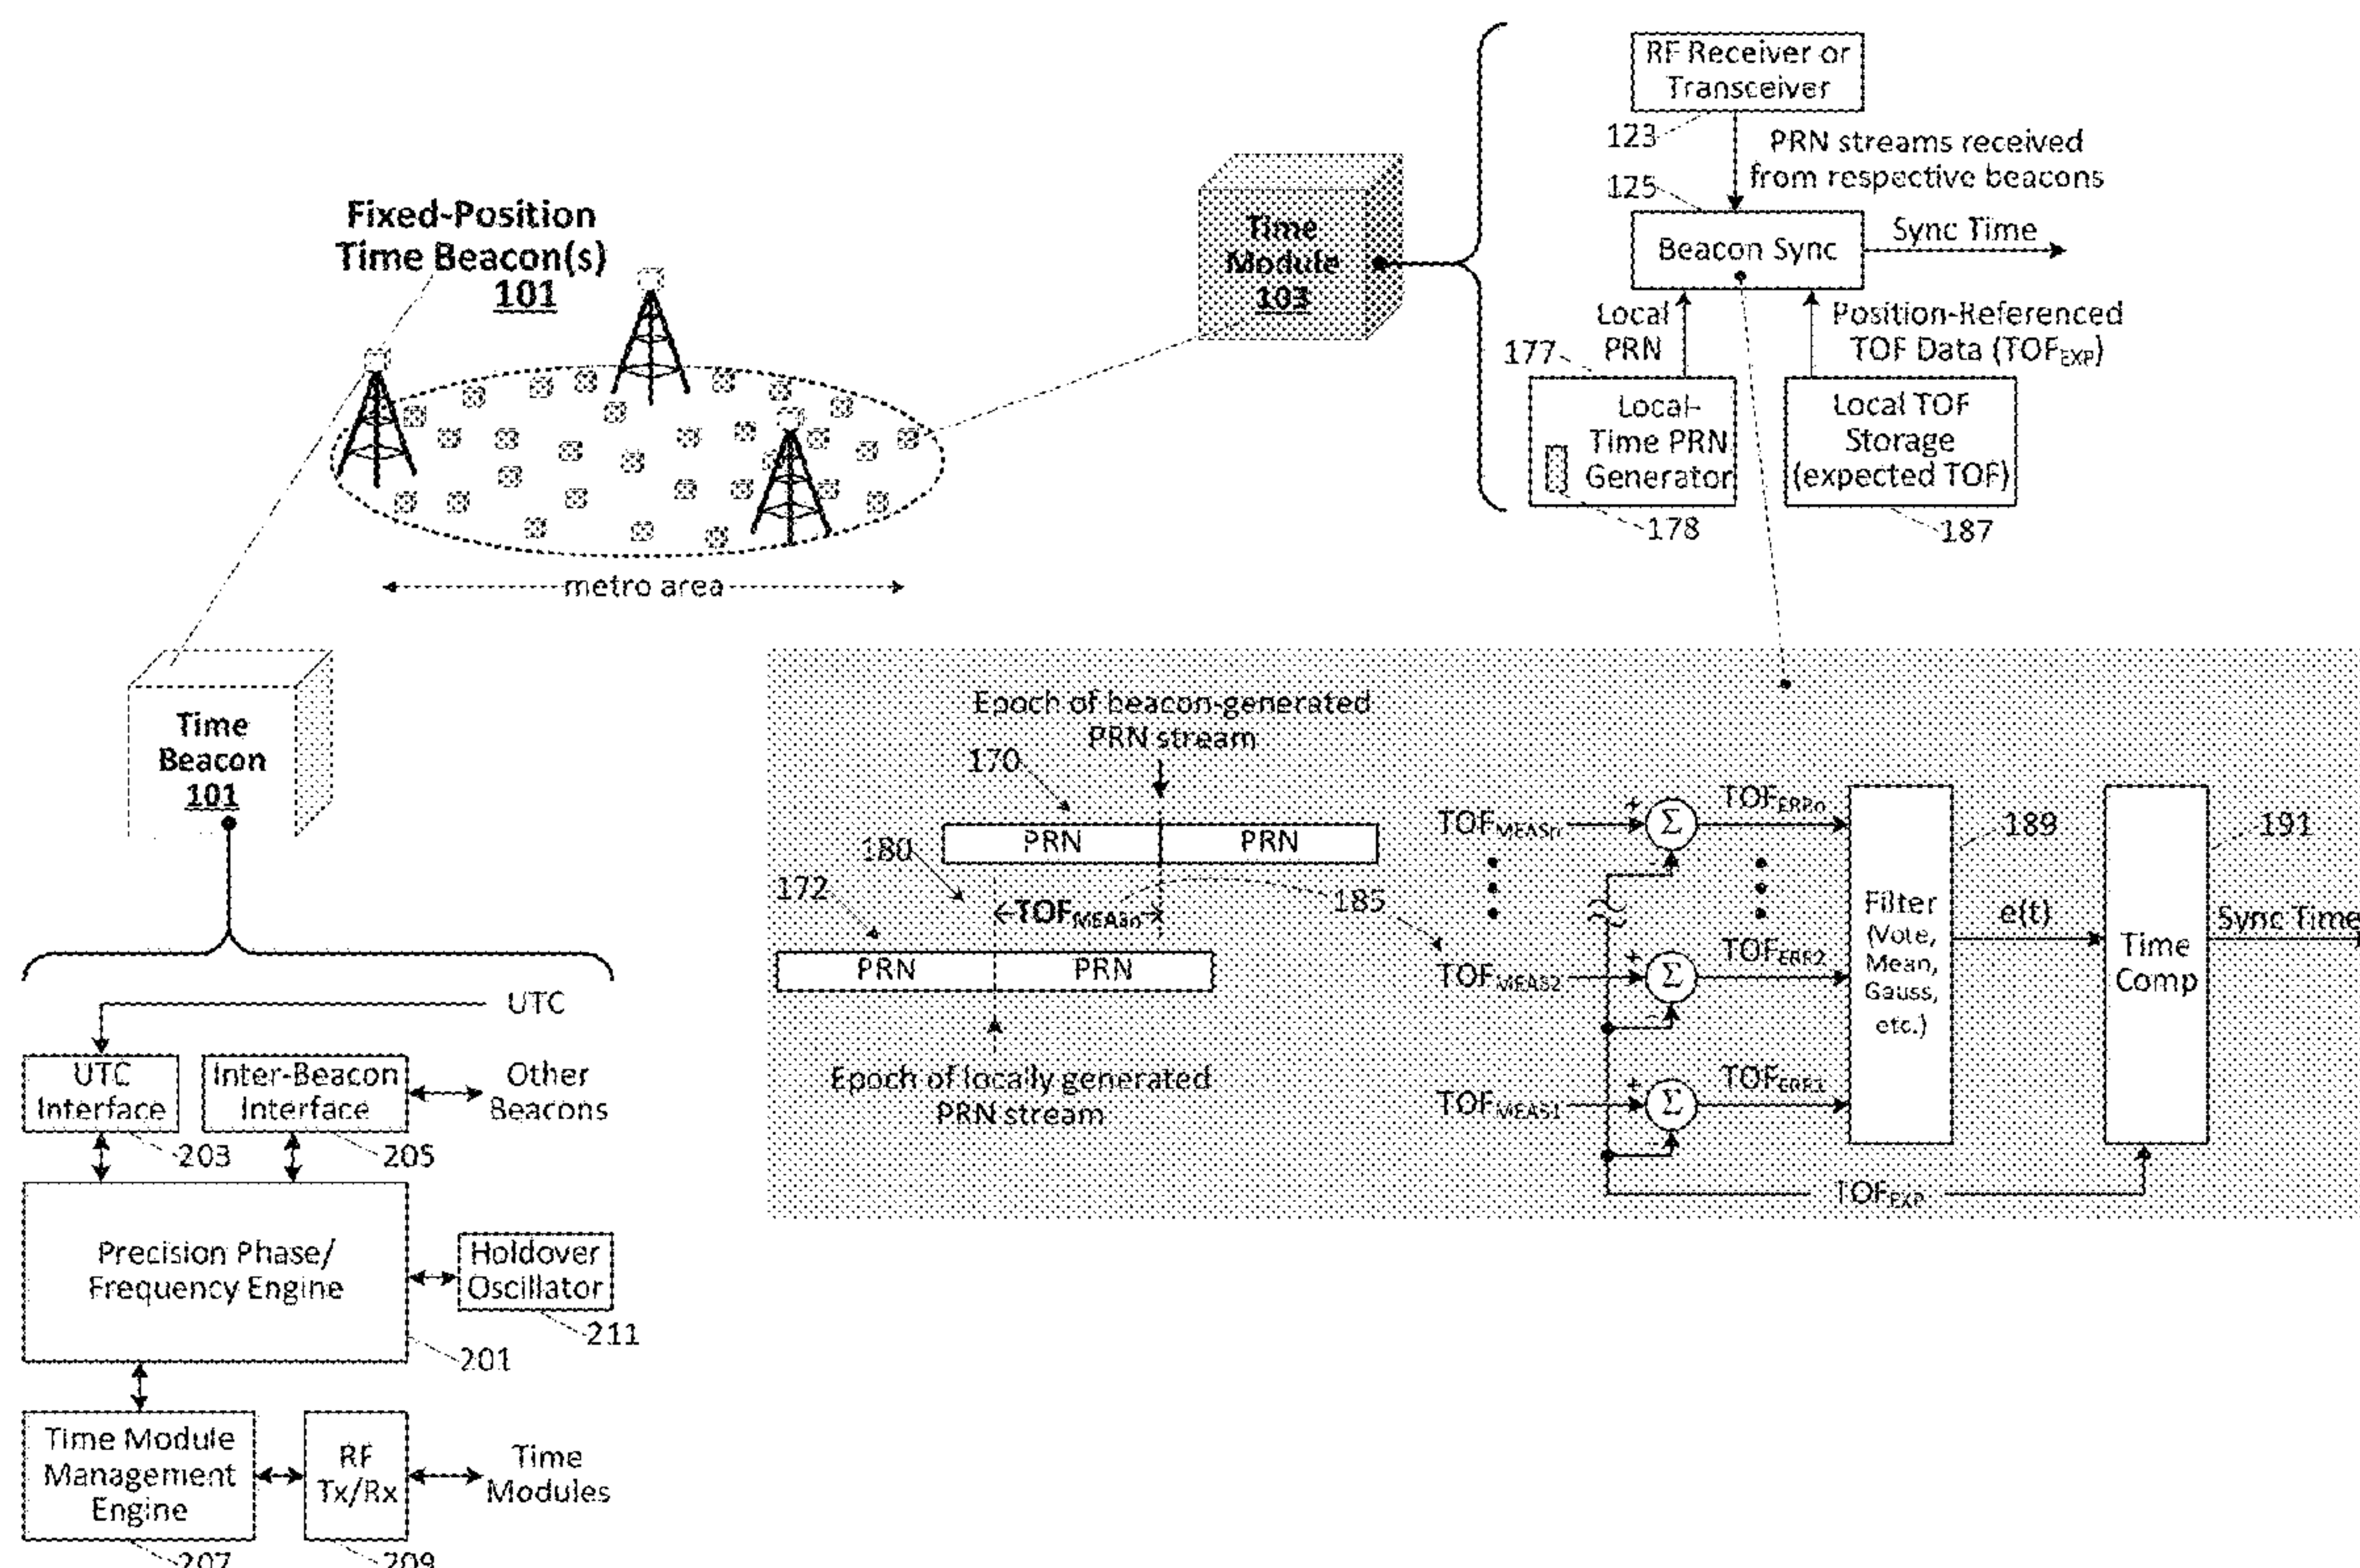 Fixed-Position
Time Beacon(s)
101
metro area
Time
Module
103
RF Receiver or
Transceiver
123
PRN streams received
from respective beacons
125
Beacon Sync
Sync Time
Local
PRN
Position-Referenced
TOF Data (TOFEXP)
177
Local-
Time PRN
Generator
178
Local TOF
Storage
(expected TOF)
187
Time
Beacon
101
UTC
UTC
Interface
203
Inter-Beacon
Interface
205
Other
Beacons
Precision Phase/
Frequency Engine
201
Holdover
Oscillator
211
Time Module
Management
Engine
207
RF
Tx/Rx
209
Time
Modules
Epoch of beacon-generated
PRN stream
170
PRN PRN
180
172
TOFMEASn
185
PRN PRN
Epoch of locally generated
PRN stream
TOFMEASn
+
Σ
-
TOFERRn
TOFMEAS2
+
Σ
-
TOFERR2
TOFMEAS1
+
Σ
-
TOFERR1
Filter
(Vote,
Mean,
Gauss,
etc.)
189
e(t)
Time
Comp
191
Sync Time
TOFEXP